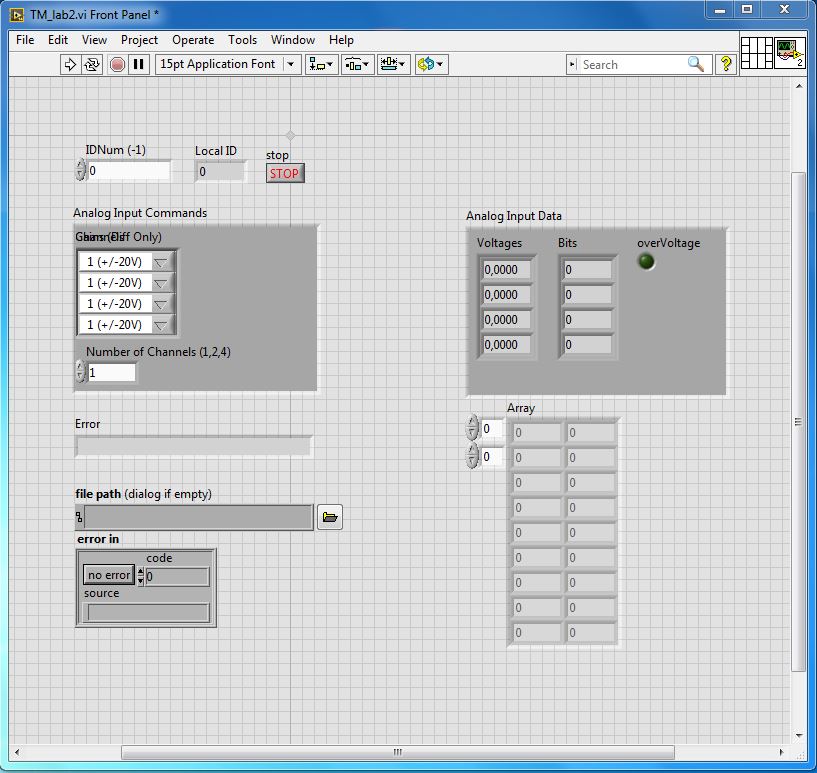 TM_lab2.vi Front Panel *
File Edit View Project Operate Tools Window Help
15pt Application Font
Search
?
2
IDNum (-1)
0
Local ID
0
stop
STOP
Analog Input Commands
(Diff Only)
1 (+/-20V)
1 (+/-20V)
1 (+/-20V)
1 (+/-20V)
Number of Channels (1,2,4)
1
Error
file path (dialog if empty)
error in
code
no error
0
source
Analog Input Data
Voltages
Bits
overVoltage
0,0000
0
0,0000
0
0,0000
0
0,0000
0
Array
0
0
0 0
0 0
0 0
0 0
0 0
0 0
0 0
0 0
0 0